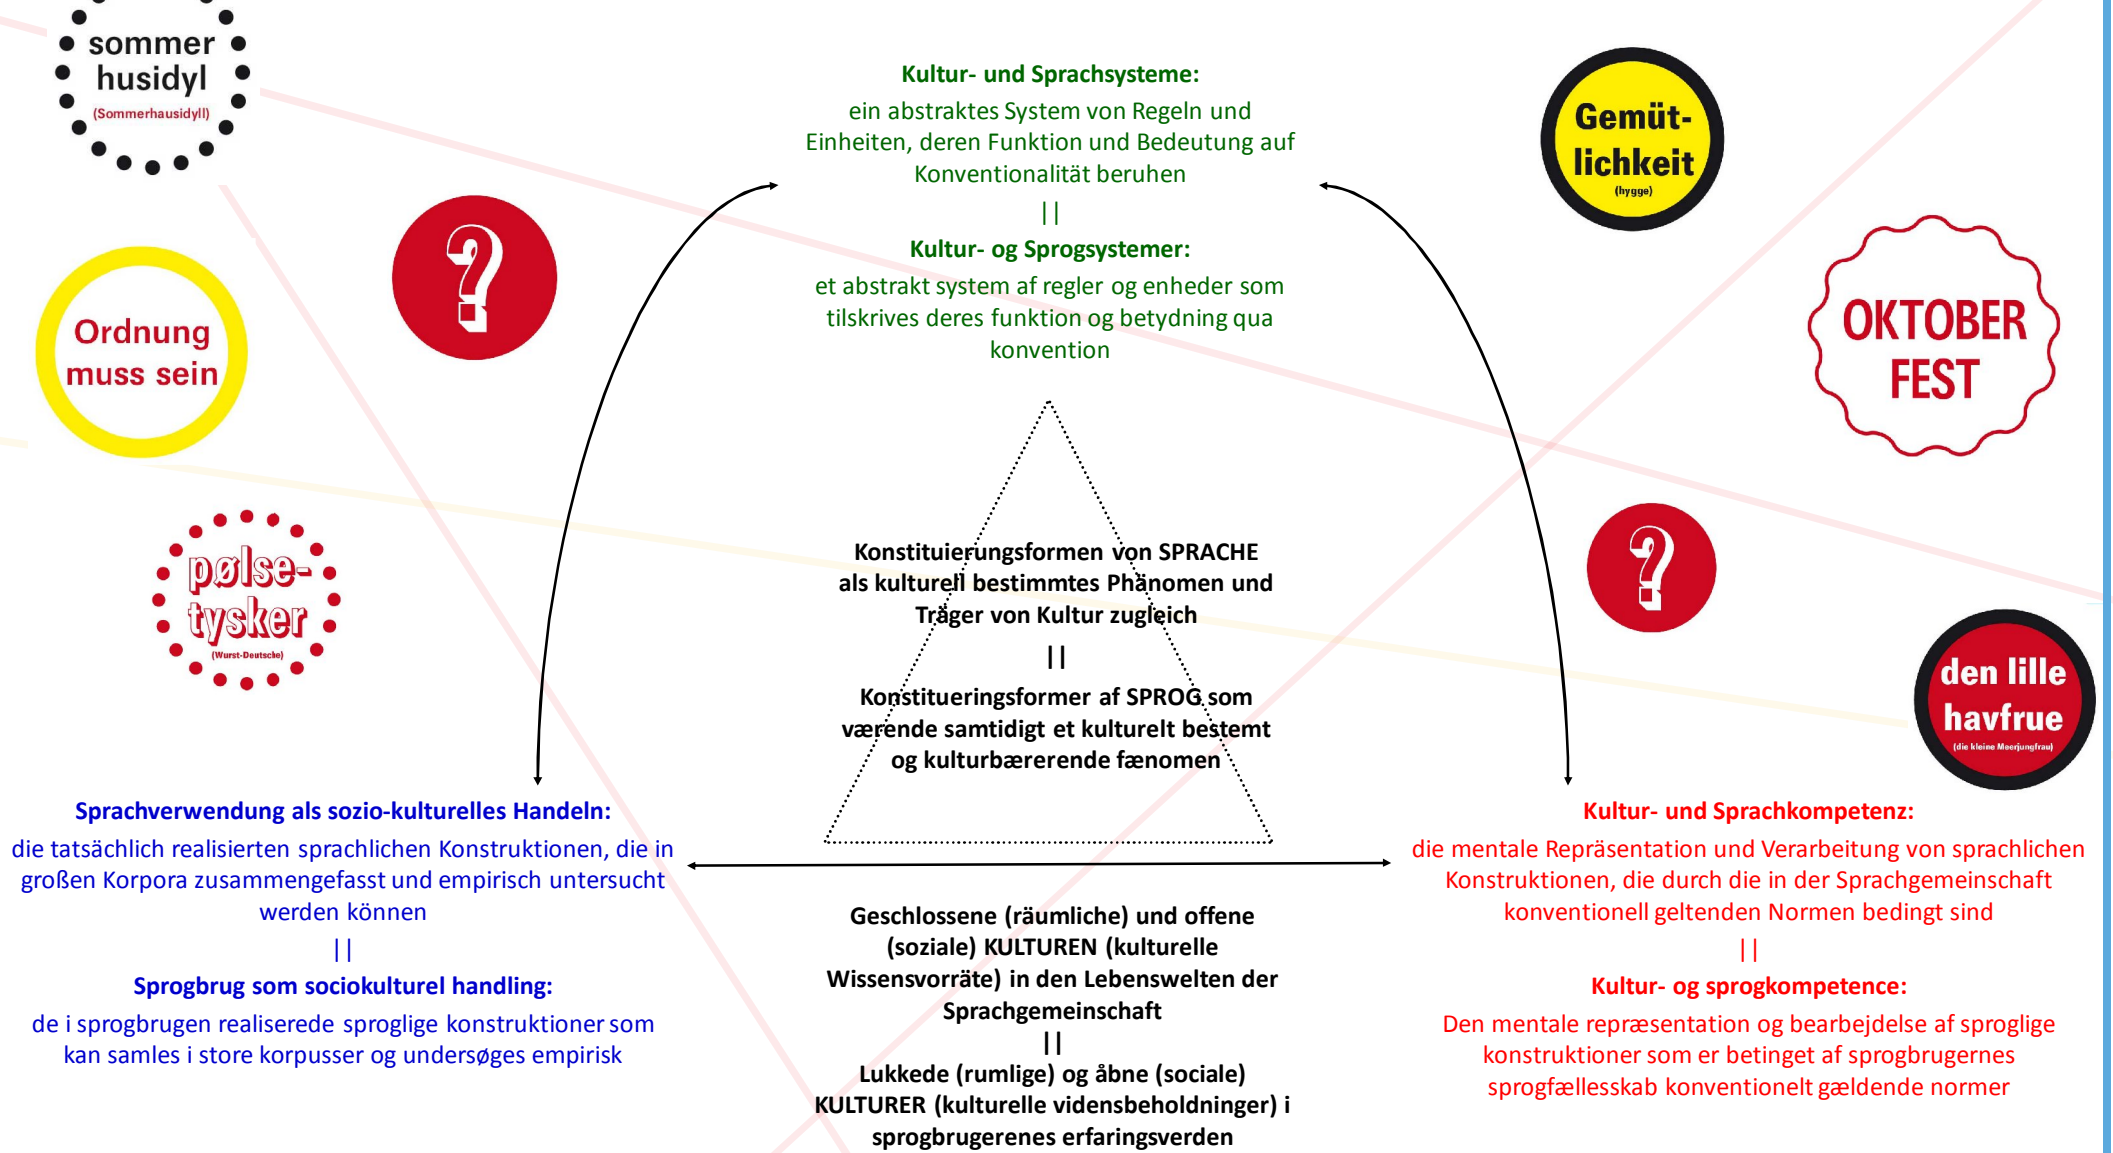 sommer
husidyl
(Sommerhausidyll)
Kultur- und Sprachsysteme:
ein abstraktes System von Regeln und
Einheiten, deren Funktion und Bedeutung auf
Konventionalität beruhen
||
Kultur- og Sprogsystemer:
et abstrakt system af regler og enheder som
tilskrives deres funktion og betydning qua
konvention
Gemüt-
lichkeit
(hygge)
?
Ordnung
muss sein
OKTOBER
FEST
pølse-
tysker
(Wurst-Deutsche)
Konstituierungsformen von SPRACHE
als kulturell bestimmtes Phänomen und
Träger von Kultur zugleich
||
Konstitueringsformer af SPROG som
værende samtidigt et kulturelt bestemt
og kulturbærerende fænomen
?
den lille
havfrue
(die kleine Meerjungfrau)
Sprachverwendung als sozio-kulturelles Handeln:
die tatsächlich realisierten sprachlichen Konstruktionen, die in
großen Korpora zusammengefasst und empirisch untersucht
werden können
||
Sprogbrug som sociokulturel handling:
de i sprogbrugen realiserede sproglige konstruktioner som
kan samles i store korpusser og undersøges empirisk
Geschlossene (räumliche) und offene
(soziale) KULTUREN (kulturelle
Wissensvorräte) in den Lebenswelten der
Sprachgemeinschaft
||
Lukkede (rumlige) og åbne (sociale)
KULTURER (kulturelle vidensbeholdninger) i
sprogbrugerenes erfaringsverden
Kultur- und Sprachkompetenz:
die mentale Repräsentation und Verarbeitung von sprachlichen
Konstruktionen, die durch die in der Sprachgemeinschaft
konventionell geltenden Normen bedingt sind
||
Kultur- og sprogkompetence:
Den mentale repræsentation og bearbejdelse af sproglige
konstruktioner som er betinget af sprogbrugernes
sprogfællesskab konventionelt gældende normer